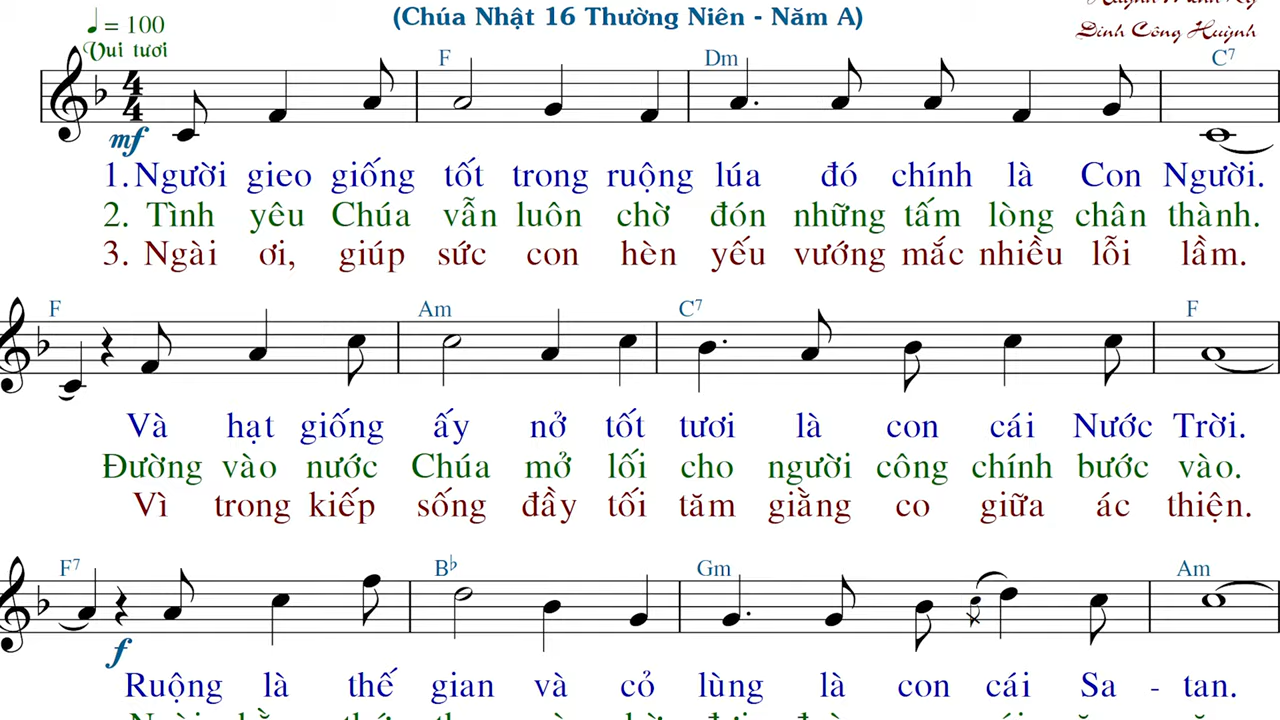 (Chúa Nhật 16 Thường Niên - Năm A)
♩ = 100
Đinh Công Huỳnh
Vui tươi
F Dm C7
mf
1. Người gieo giống tốt trong ruộng lúa đó chính là Con Người.
2. Tình yêu Chúa vẫn luôn chờ đón những tấm lòng chân thành.
3. Ngài ơi, giúp sức con hèn yếu vướng mắc nhiều lỗi lầm.
F Am C7 F
Và hạt giống ấy nở tốt tươi là con cái Nước Trời.
Đường vào nước Chúa mở lối cho người công chính bước vào.
Vì trong kiếp sống đầy tối tăm giằng co giữa ác thiện.
F7 B♭ Gm Am
f
Ruộng là thế gian và cỏ lùng là con cái Sa - tan.